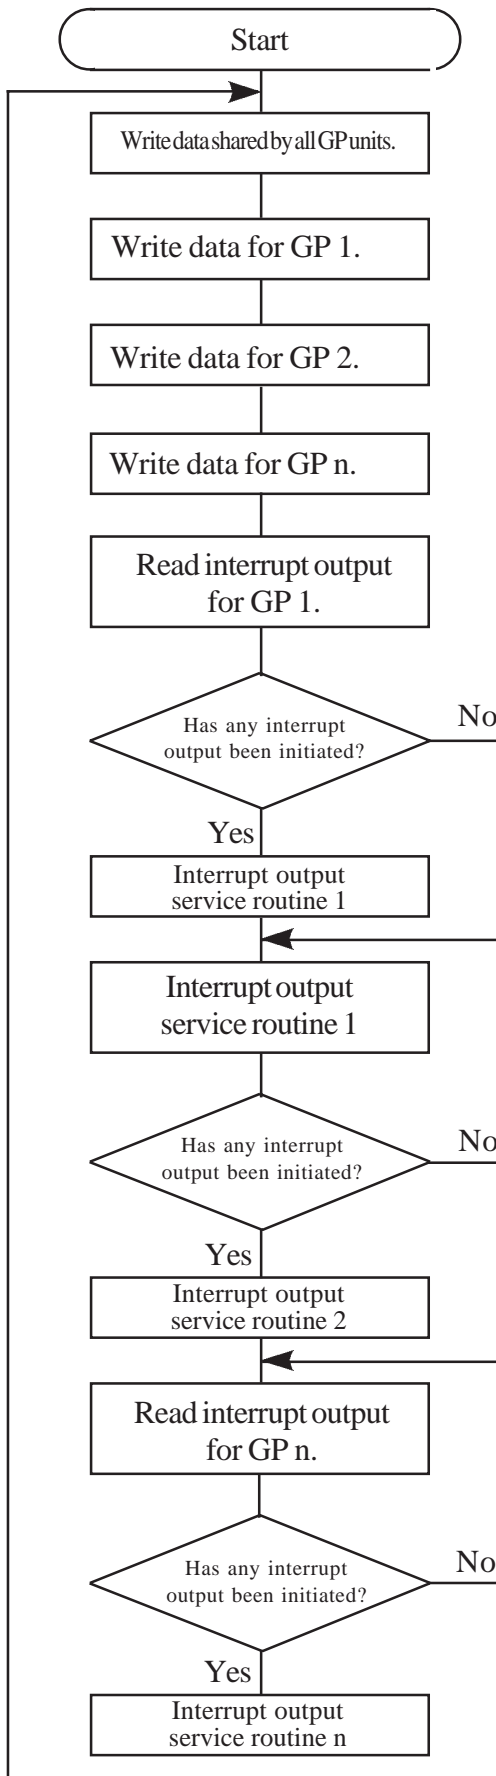 Start
Write data shared by all GP units.
Write data for GP 1.
Write data for GP 2.
Write data for GP n.
Read interrupt output
for GP 1.
Has any interrupt
output been initiated?
No
Yes
Interrupt output
service routine 1
Interrupt output
service routine 1
Has any interrupt
output been initiated?
No
Yes
Interrupt output
service routine 2
Read interrupt output
for GP n.
Has any interrupt
output been initiated?
No
Yes
Interrupt output
service routine n